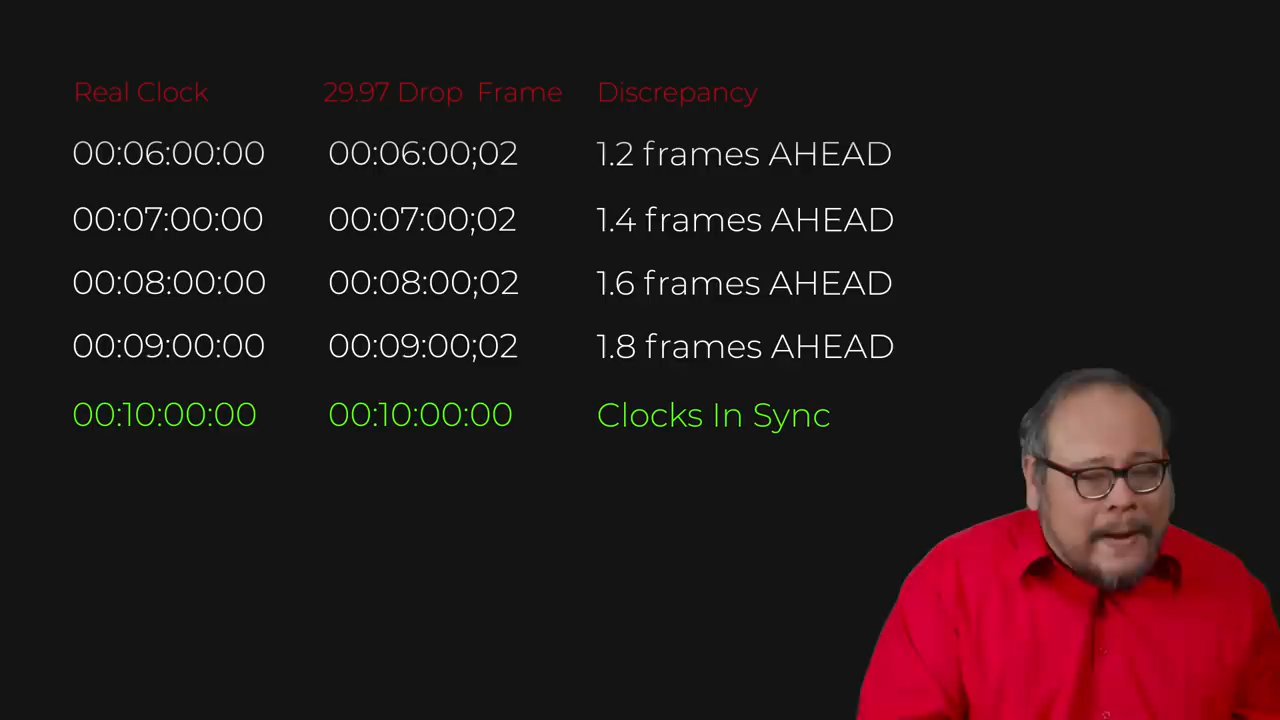 Real Clock 29.97 Drop Frame Discrepancy
00:06:00:00 00:06:00;02 1.2 frames AHEAD
00:07:00:00 00:07:00;02 1.4 frames AHEAD
00:08:00:00 00:08:00;02 1.6 frames AHEAD
00:09:00:00 00:09:00;02 1.8 frames AHEAD
00:10:00:00 00:10:00:00 Clocks In Sync